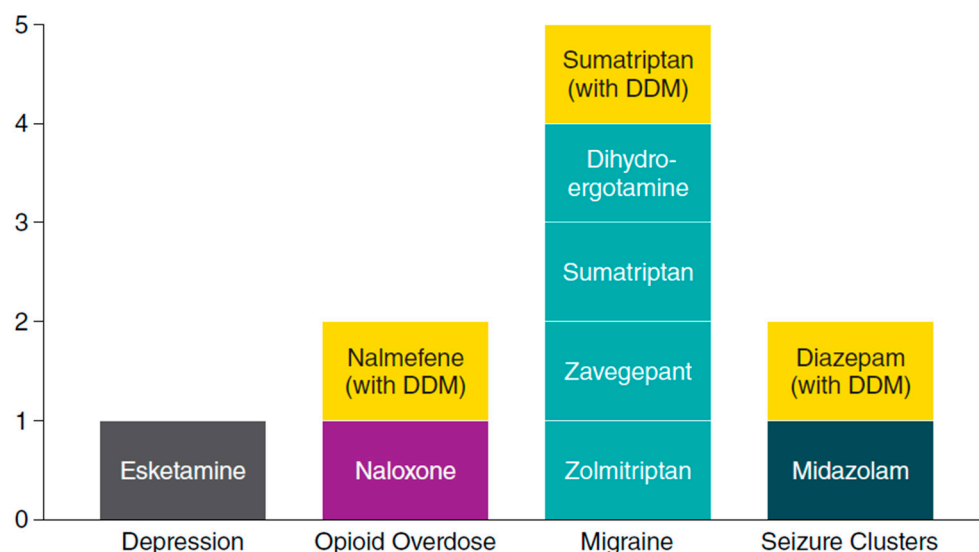 5
Sumatriptan
(with DDM)
4
Dihydro-
ergotamine
3
Sumatriptan
2
Nalmefene
(with DDM)
Zavegepant
Diazepam
(with DDM)
1
Esketamine
Naloxone
Zolmitriptan
Midazolam
0
Depression
Opioid Overdose
Migraine
Seizure Clusters